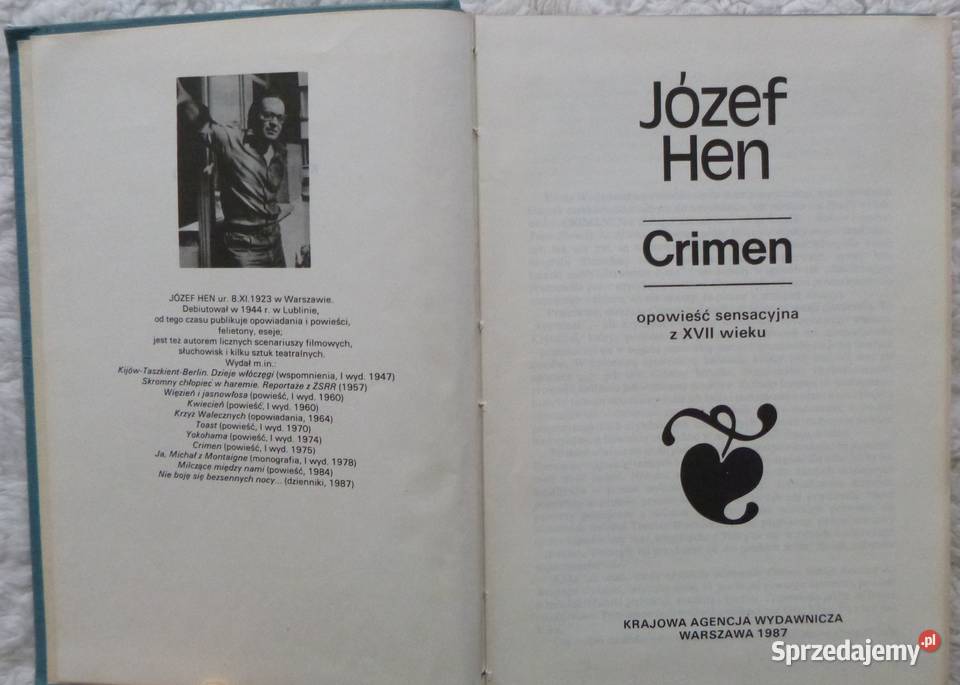 JÓZEF HEN ur. 8.XI.1923 w Warszawie.
Debiutował w 1944 r. w Lublinie,
od tego czasu publikuje opowiadania i powieści,
felietony, eseje;
jest też autorem licznych scenariuszy filmowych,
słuchowisk i kilku sztuk teatralnych.
Wydał m.in.:
Kijów-Taszkient-Berlin. Dzieje włóczęgi (wspomnienia, I wyd. 1947)
Skromny chłopiec w haremie. Reportaże z ZSRR (1957)
Więzień i jasnowłosa (powieść, I wyd. 1960)
Kwiecień (powieść, I wyd. 1960)
Krzyż Walecznych (opowiadania, 1964)
Toast (powieść, I wyd. 1970)
Yokohama (powieść, I wyd. 1974)
Crimen (powieść, I wyd. 1975)
Ja, Michał z Montaigne (monografia, I wyd. 1978)
Milczące między nami (powieść, 1984)
Nie boję się bezsennych nocy... (dzienniki, 1987)
Józef
Hen
Crimen
opowieść sensacyjna
z XVII wieku
KRAJOWA AGENCJA WYDAWNICZA
WARSZAWA 1987
Sprzedajemy.pl